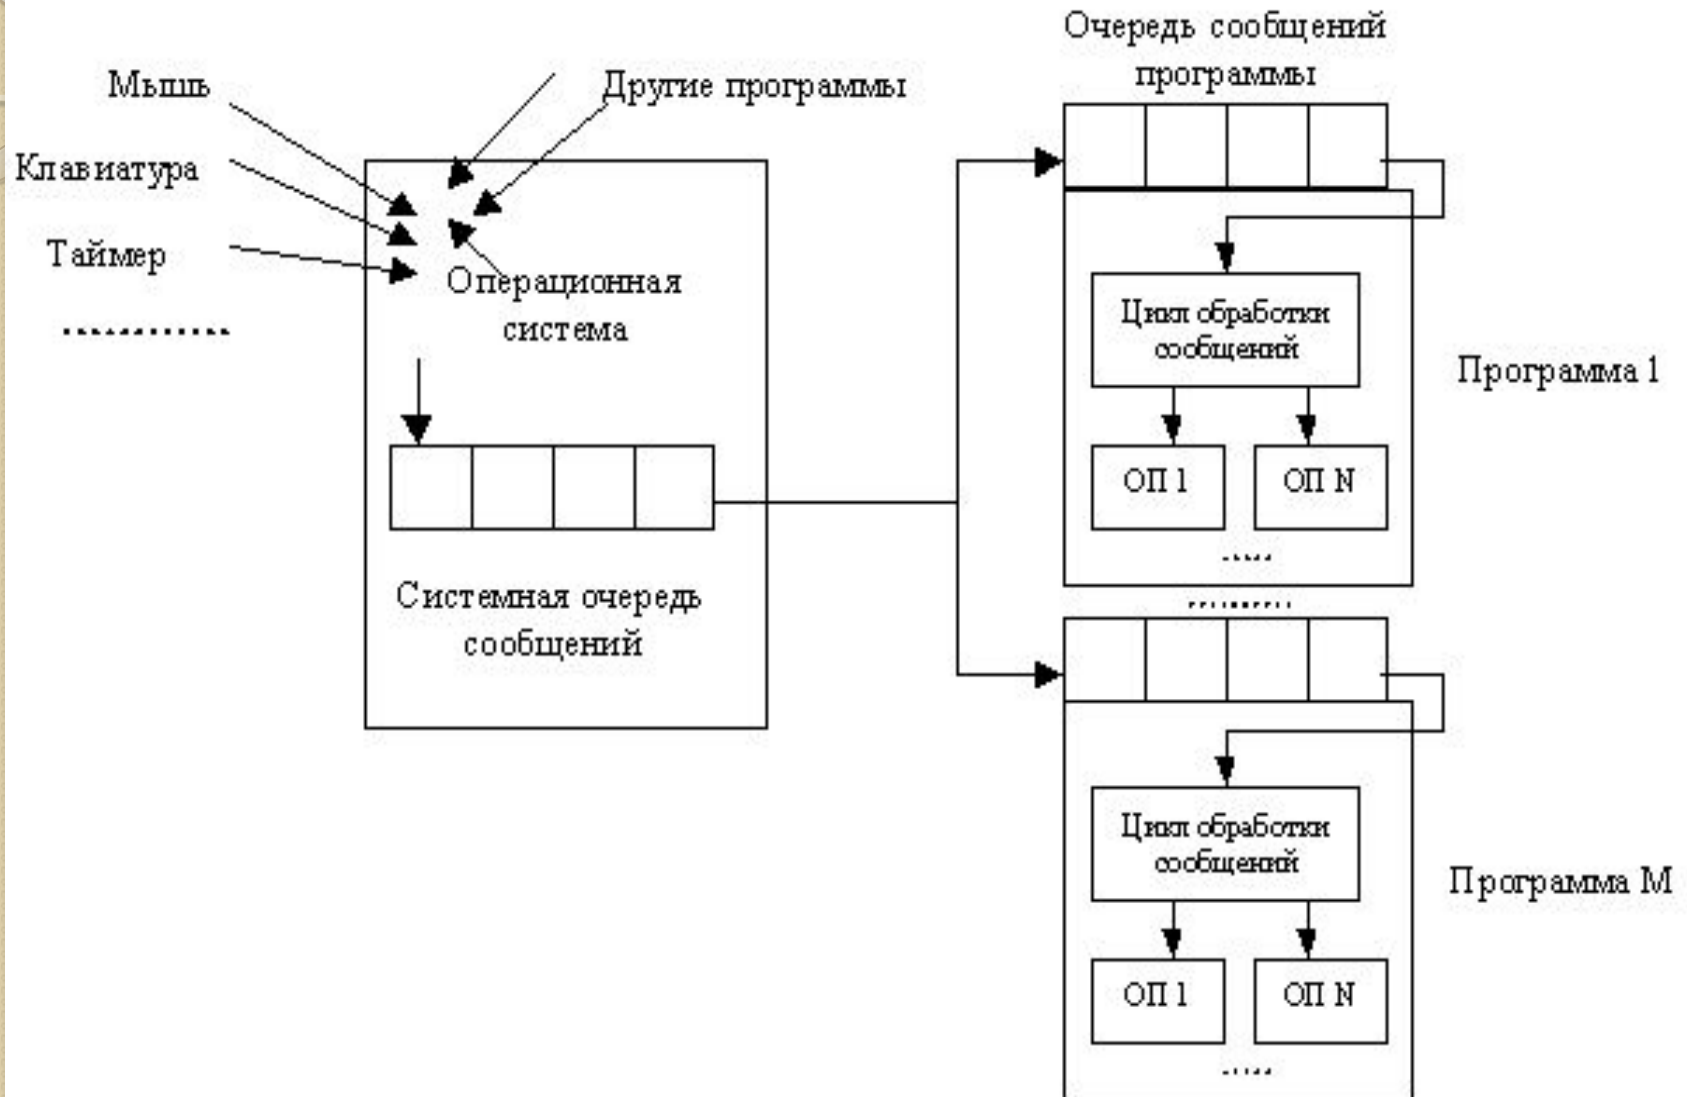 Очередь сообщений
программы
Мышь
Другие программы
Клавиатура
Таймер
Операционная
система
Системная очередь
сообщений
Цикл обработки
сообщений
Программа 1
ОП 1
ОП N
Цикл обработки
сообщений
Программа M
ОП 1
ОП N